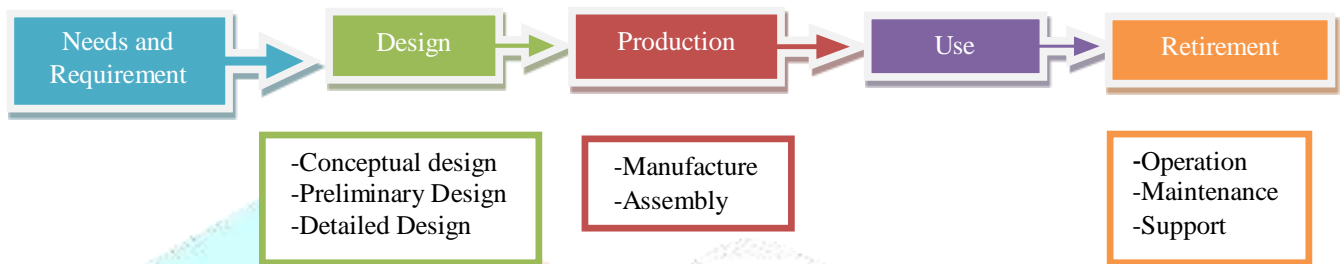 Needs and
Requirement
Design
Production
Use
Retirement
-Conceptual design
-Preliminary Design
-Detailed Design
-Manufacture
-Assembly
-Operation
-Maintenance
-Support